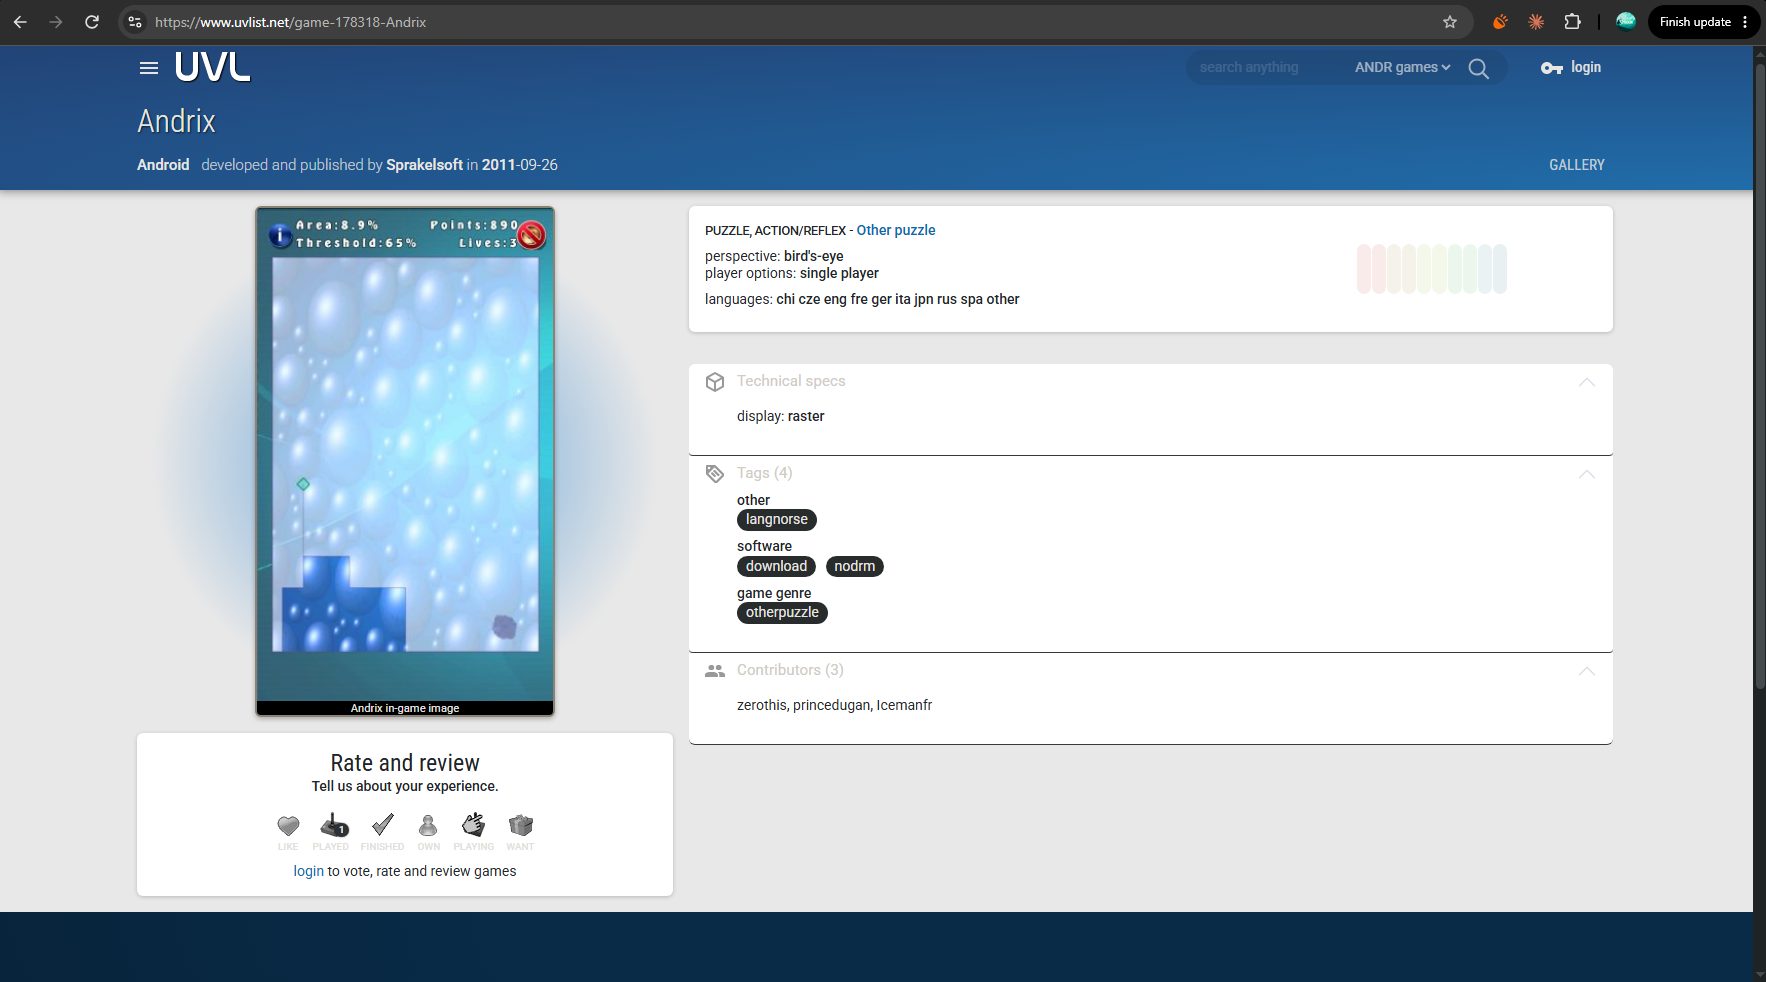 https://www.uvlist.net/game-178318-Andrix
Finish update
UVL
search anything
ANDR games
login
Andrix
Android developed and published by Sprakelsoft in 2011-09-26
GALLERY
Area:8.9% Points:890
Threshold:65% Lives:3
Andrix in-game image
Rate and review
Tell us about your experience.
1
LIKE PLAYED FINISHED OWN PLAYING WANT
login to vote, rate and review games
PUZZLE, ACTION/REFLEX - Other puzzle
perspective: bird's-eye
player options: single player
languages: chi cze eng fre ger ita jpn rus spa other
Technical specs
display: raster
Tags (4)
other
langnorse
software
download nodrm
game genre
otherpuzzle
Contributors (3)
zerothis, princedugan, Icemanfr